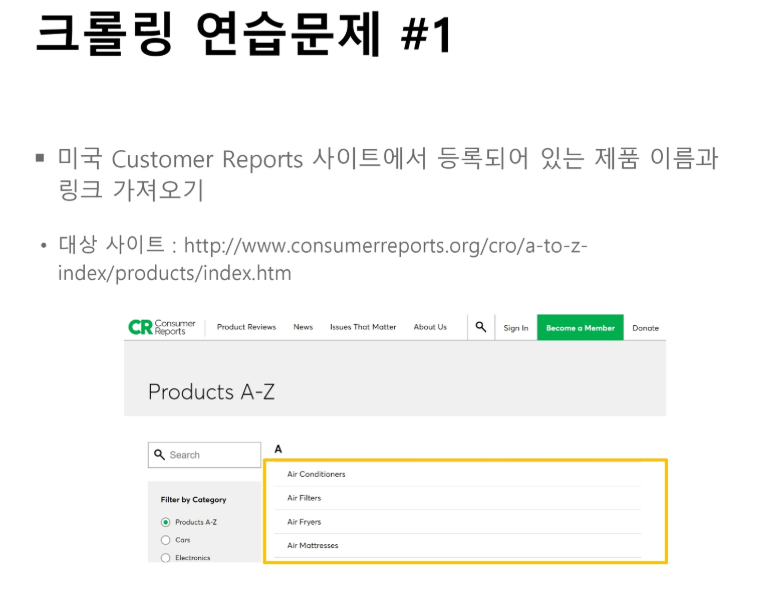 크롤링 연습문제 #1
▪ 미국 Customer Reports 사이트에서 등록되어 있는 제품 이름과
링크 가져오기
• 대상 사이트 : http://www.consumerreports.org/cro/a-to-z-
index/products/index.htm
CR Consumer Reports Product Reviews News Issues That Matter About Us Sign In Become a Member Donate
Products A-Z
Search
A
Air Conditioners
Filter by Category
Air Filters
Products A-Z
Air Fryers
Cars
Air Mattresses
Electronics